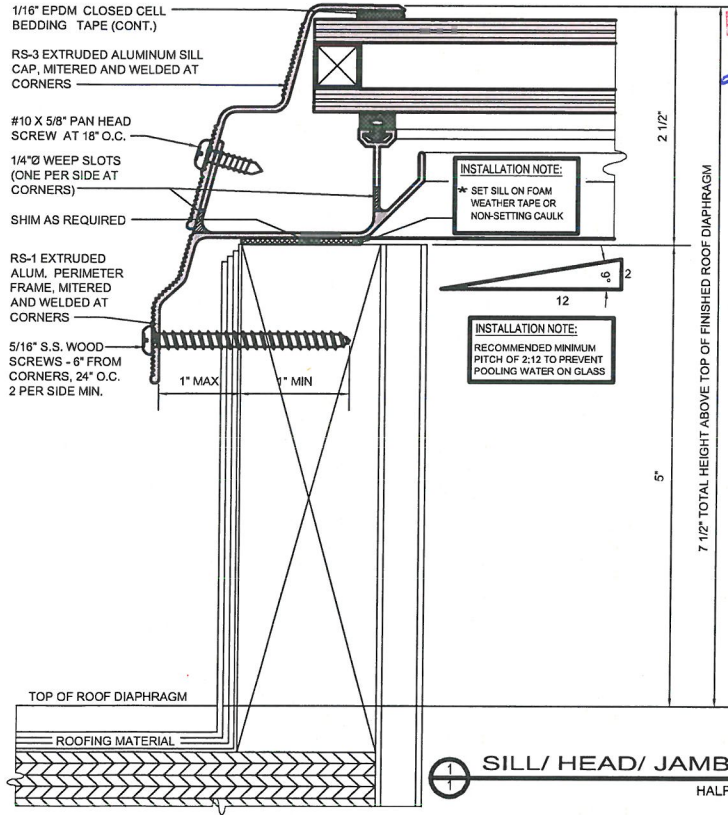 1/16" EPDM CLOSED CELL
BEDDING TAPE (CONT.)
RS-3 EXTRUDED ALUMINUM SILL
CAP, MITERED AND WELDED AT
CORNERS
#10 X 5/8" PAN HEAD
SCREW AT 18" O.C.
1/4"Ø WEEP SLOTS
(ONE PER SIDE AT
CORNERS)
SHIM AS REQUIRED
RS-1 EXTRUDED
ALUM. PERIMETER
FRAME, MITERED
AND WELDED AT
CORNERS
5/16" S.S. WOOD
SCREWS - 6" FROM
CORNERS, 24" O.C.
2 PER SIDE MIN.
1" MAX
1" MIN
INSTALLATION NOTE:
* SET SILL ON FOAM
WEATHER TAPE OR
NON-SETTING CAULK
9°
2
12
INSTALLATION NOTE:
RECOMMENDED MINIMUM
PITCH OF 2:12 TO PREVENT
POOLING WATER ON GLASS
2 1/2"
5"
7 1/2" TOTAL HEIGHT ABOVE TOP OF FINISHED ROOF DIAPHRAGM
TOP OF ROOF DIAPHRAGM
ROOFING MATERIAL
1
1
SILL/ HEAD/ JAMB
HALF